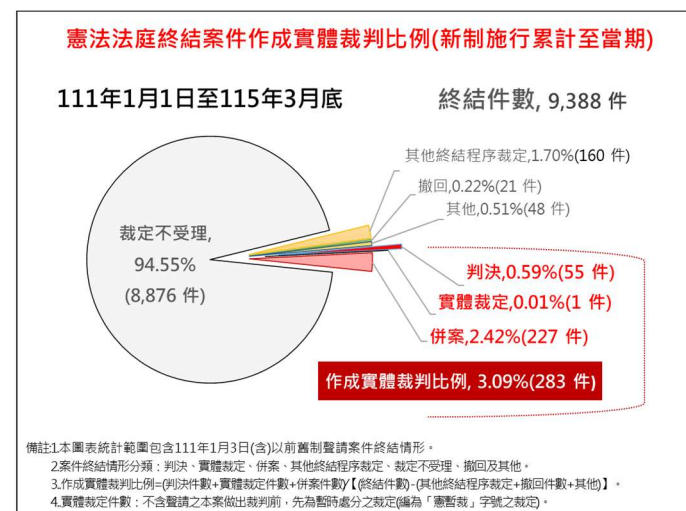 憲法法庭終結案件作成實體裁判比例(新制施行累計至當期)
111年1月1日至115年3月底
終結件數, 9,388 件
其他終結程序裁定,1.70%(160 件)
撤回,0.22%(21 件)
其他,0.51%(48 件)
裁定不受理,
94.55%
(8,876 件)
判決,0.59%(55 件)
實體裁定,0.01%(1 件)
併案,2.42%(227 件)
作成實體裁判比例, 3.09%(283 件)
備註:1.本圖表統計範圍包含111年1月3日(含)以前舊制聲請案件終結情形。
2.案件終結情形分類：判決、實體裁定、併案、其他終結程序裁定、裁定不受理、撤回及其他。
3.作成實體裁判比例=(判決件數+實體裁定件數+併案件數)/【(終結件數)-(其他終結程序裁定+撤回件數+其他)】。
4.實體裁定件數：不含聲請之本案做出裁判前，先為暫時處分之裁定(編為「憲暫裁」字號之裁定)。